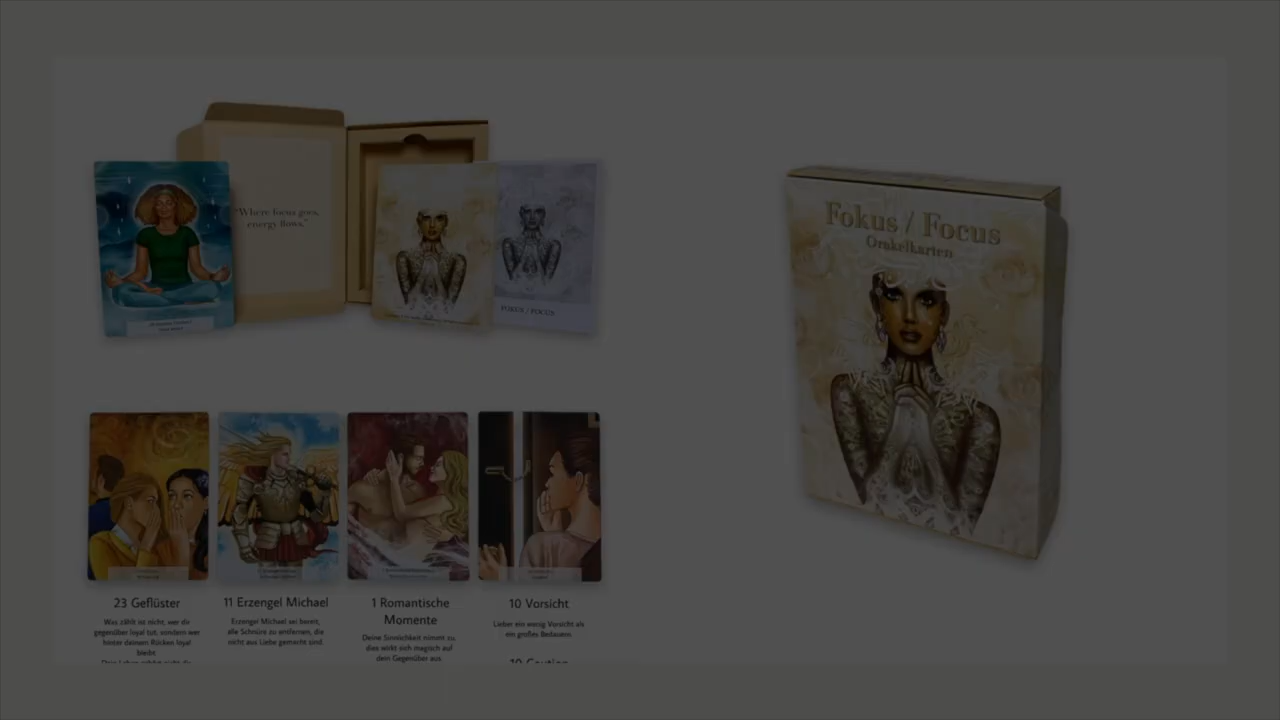 "Where focus goes,
energy flows."
FOKUS / FOCUS
Fokus / Focus
Orakelkarten
23 Geflüster
Was zählt ist nicht, wer dir
gegenüber loyal tut, sondern wer
hinter deinem Rücken loyal
bleibt.
11 Erzengel Michael
Erzengel Michael sei bereit,
alle Schnüre zu entfernen, die
nicht aus Liebe gemacht sind.
1 Romantische
Momente
Deine Sinnlichkeit nimmt zu,
dies wirkt sich magisch auf
dein Gegenüber aus.
10 Vorsicht
Lieber ein wenig Vorsicht als
ein großes Bedauern.
10 Caution